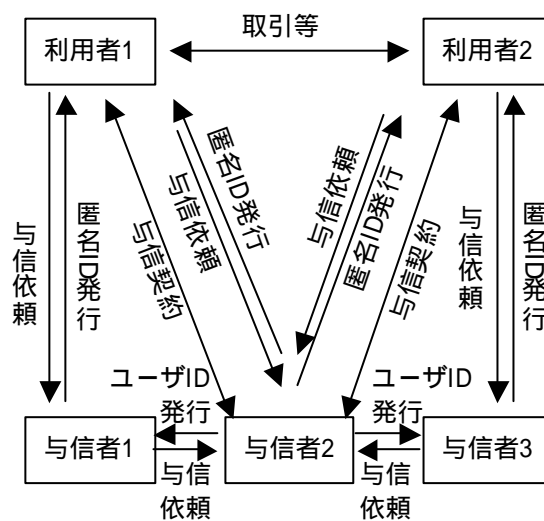 取引等
利用者1
利用者2
与信依頼
匿名ID発行
与信契約
与信依頼
匿名ID発行
与信依頼
匿名ID発行
与信契約
与信依頼
匿名ID発行
ユーザID
発行
ユーザID
発行
与信者1
与信者2
与信者3
与信
依頼
与信
依頼